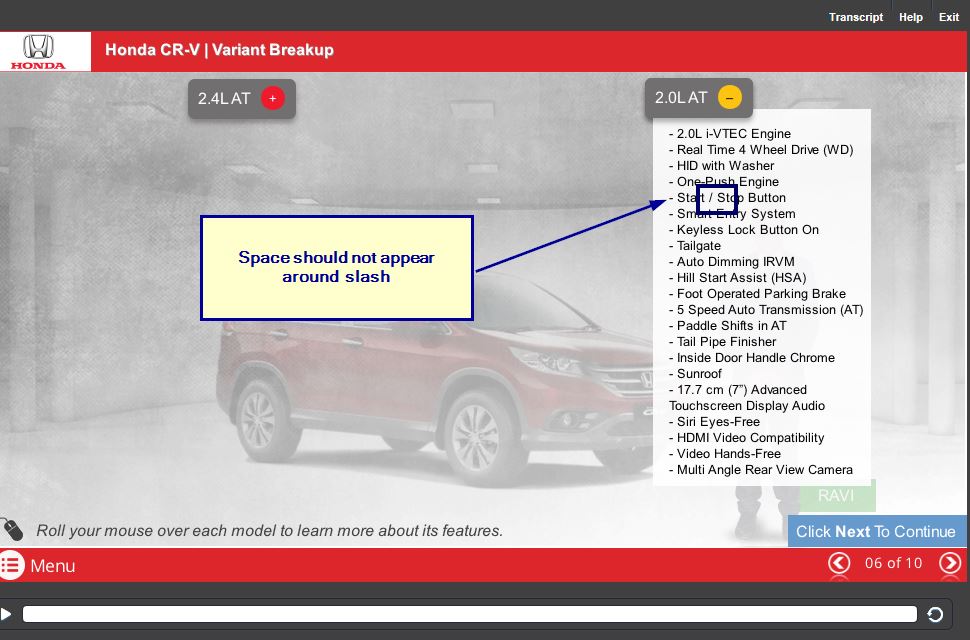 Transcript Help Exit
HONDA
Honda CR-V | Variant Breakup
2.4L AT +
2.0L AT –
- 2.0L i-VTEC Engine
- Real Time 4 Wheel Drive (WD)
- HID with Washer
- One-Push Engine
- Start / Stop Button
- Smart Entry System
- Keyless Lock Button On
- Tailgate
- Auto Dimming IRVM
- Hill Start Assist (HSA)
- Foot Operated Parking Brake
- 5 Speed Auto Transmission (AT)
- Paddle Shifts in AT
- Tail Pipe Finisher
- Inside Door Handle Chrome
- Sunroof
- 17.7 cm (7”) Advanced
Touchscreen Display Audio
- Siri Eyes-Free
- HDMI Video Compatibility
- Video Hands-Free
- Multi Angle Rear View Camera
Space should not appear
around slash
RAVI
Roll your mouse over each model to learn more about its features.
Click Next To Continue
Menu
06 of 10